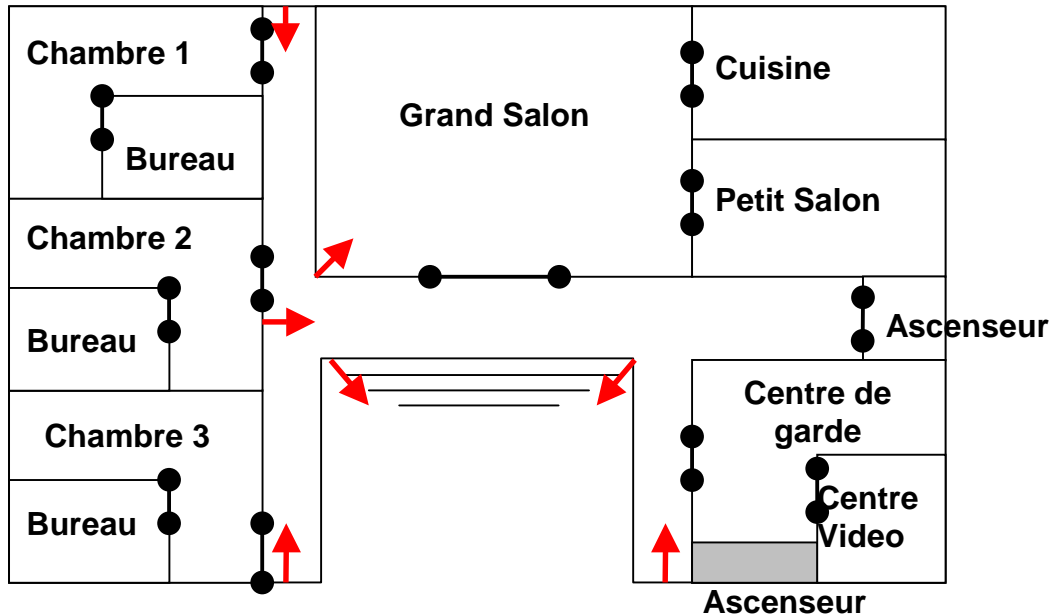 Chambre 1
Bureau
Chambre 2
Bureau
Chambre 3
Bureau
Grand Salon
Cuisine
Petit Salon
Ascenseur
Centre de
garde
Centre
Video
Ascenseur